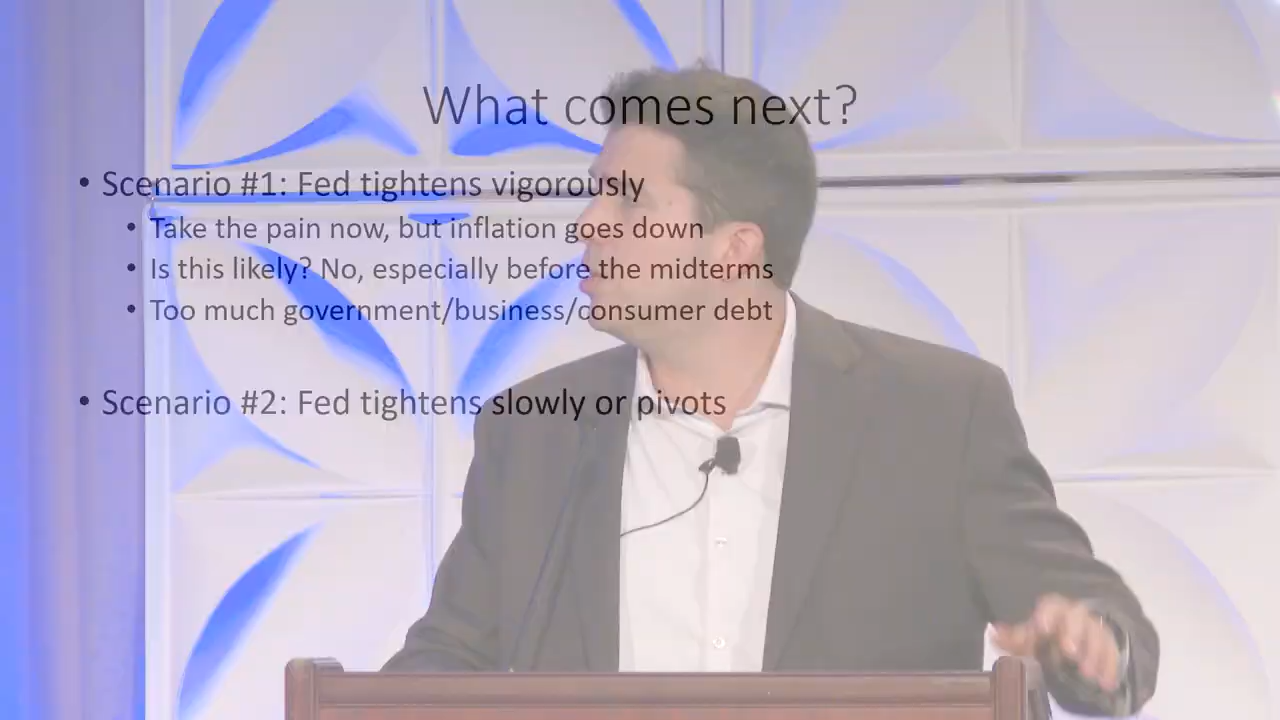 What comes next?
• Scenario #1: Fed tightens vigorously
• Take the pain now, but inflation goes down
• Is this likely? No, especially before the midterms
• Too much government/business/consumer debt
• Scenario #2: Fed tightens slowly or pivots